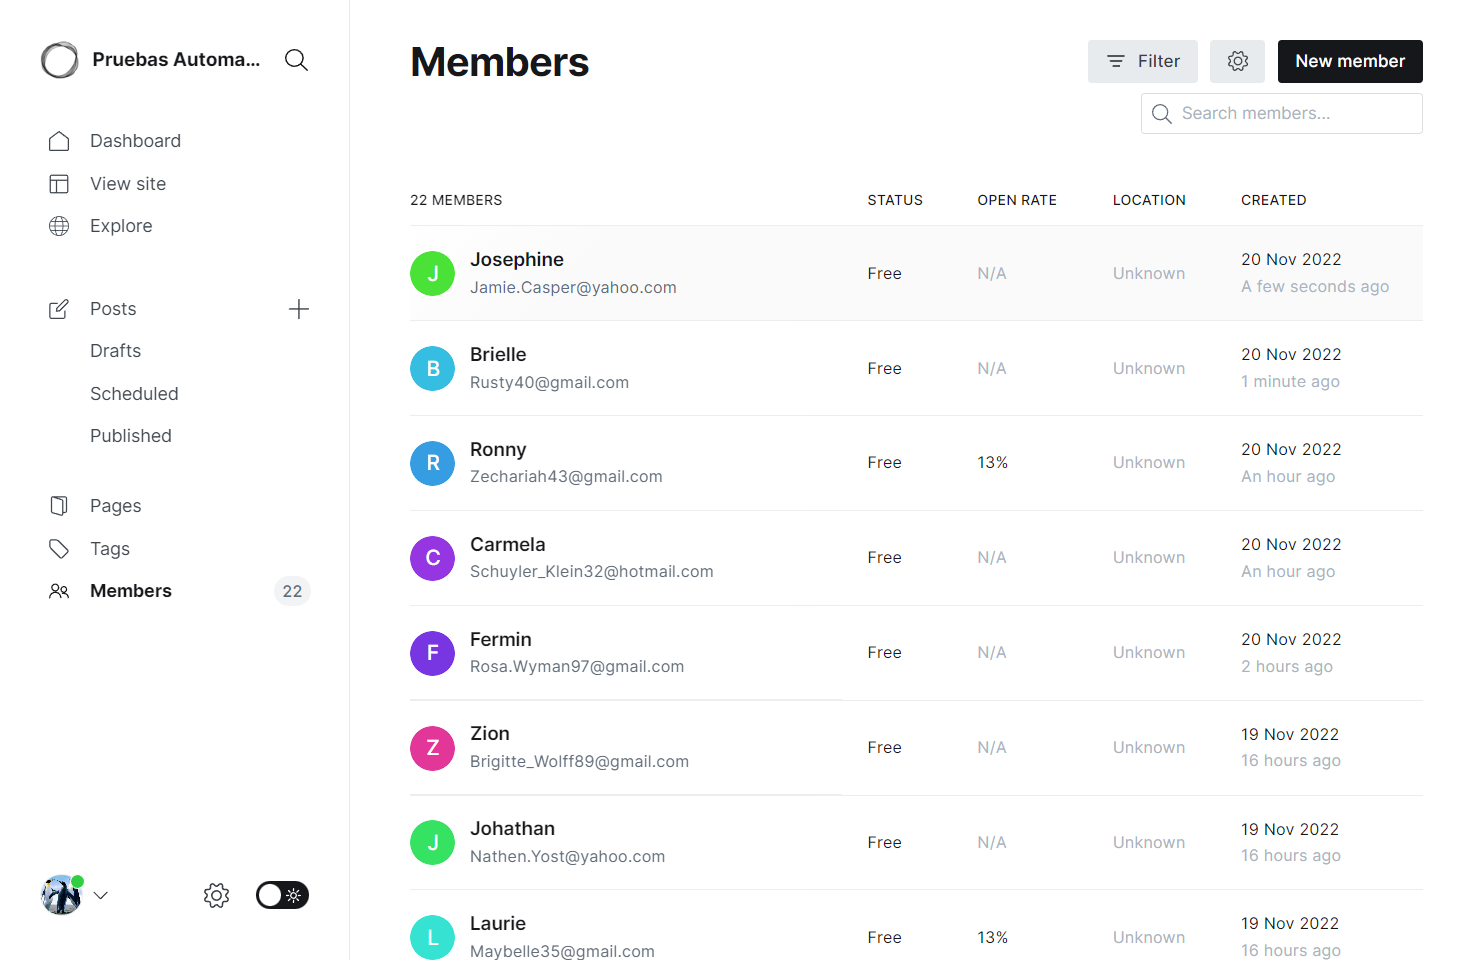 Pruebas Automa...
Dashboard
View site
Explore
Posts
Drafts
Scheduled
Published
Pages
Tags
Members 22
Members
Filter
New member
Search members...
22 MEMBERS STATUS OPEN RATE LOCATION CREATED
J Josephine Jamie.Casper@yahoo.com Free N/A Unknown 20 Nov 2022 A few seconds ago
B Brielle Rusty40@gmail.com Free N/A Unknown 20 Nov 2022 1 minute ago
R Ronny Zechariah43@gmail.com Free 13% Unknown 20 Nov 2022 An hour ago
C Carmela Schuyler_Klein32@hotmail.com Free N/A Unknown 20 Nov 2022 An hour ago
F Fermin Rosa.Wyman97@gmail.com Free N/A Unknown 20 Nov 2022 2 hours ago
Z Zion Brigitte_Wolff89@gmail.com Free N/A Unknown 19 Nov 2022 16 hours ago
J Johathan Nathen.Yost@yahoo.com Free N/A Unknown 19 Nov 2022 16 hours ago
L Laurie Maybelle35@gmail.com Free 13% Unknown 19 Nov 2022 16 hours ago